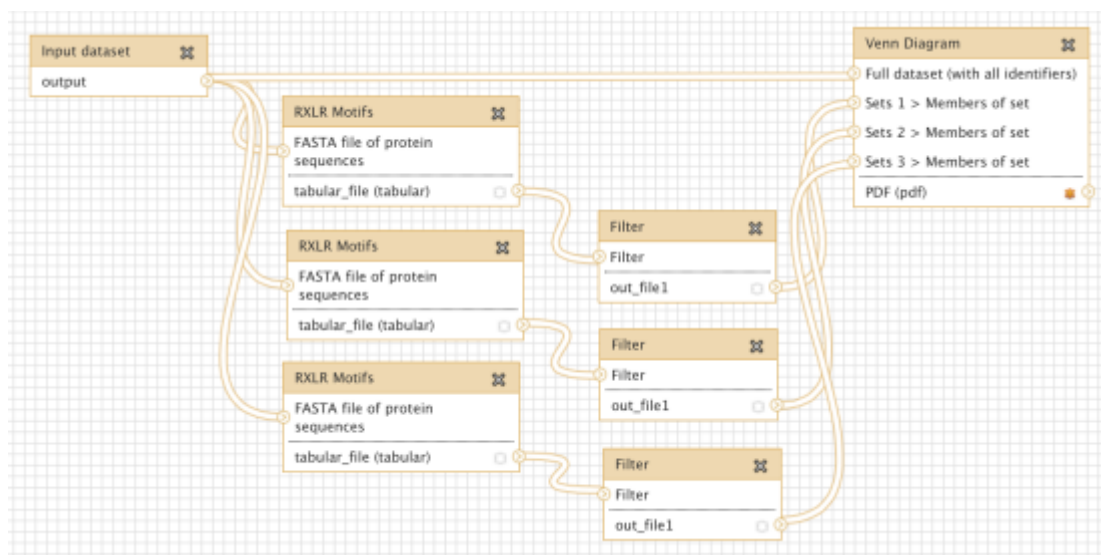 Input dataset
output
RXLR Motifs
FASTA file of protein
sequences
tabular_file (tabular)
RXLR Motifs
FASTA file of protein
sequences
tabular_file (tabular)
RXLR Motifs
FASTA file of protein
sequences
tabular_file (tabular)
Filter
Filter
out_file1
Filter
Filter
out_file1
Filter
Filter
out_file1
Venn Diagram
Full dataset (with all identifiers)
Sets 1 > Members of set
Sets 2 > Members of set
Sets 3 > Members of set
PDF (pdf)